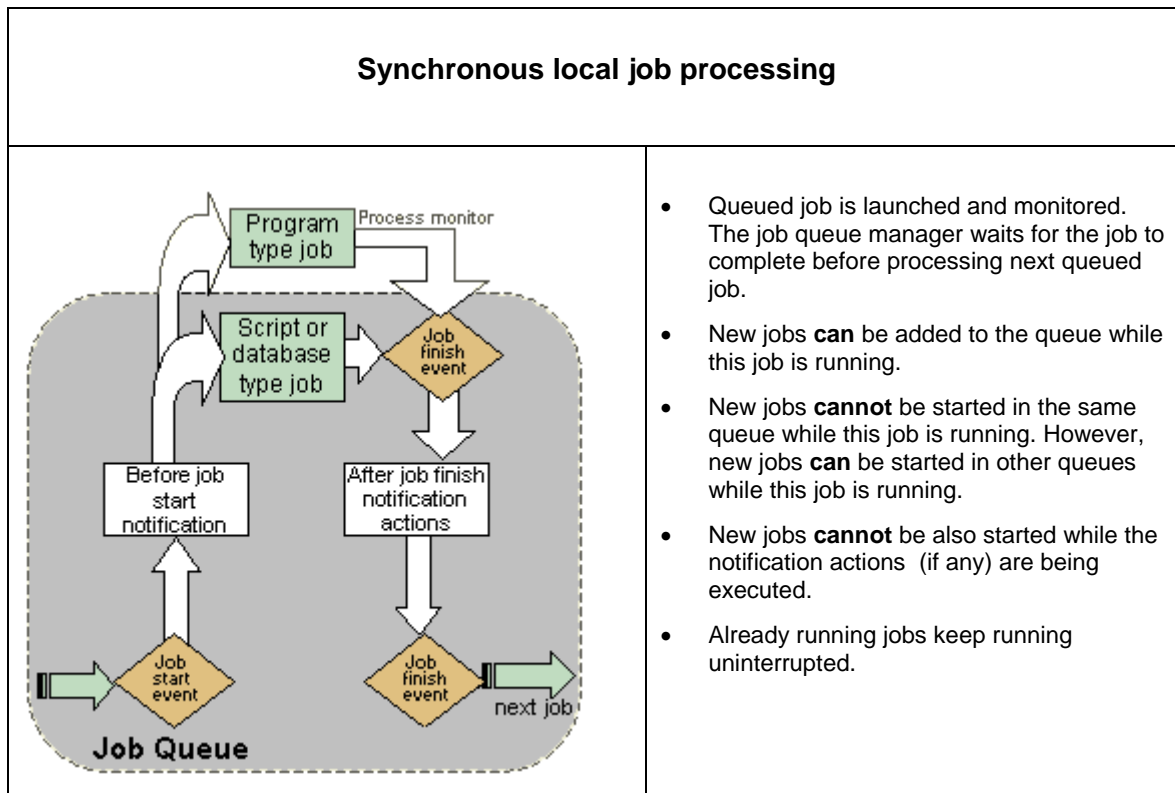 Synchronous local job processing
Program
type job
Process monitor
Script or
database
type job
Job
finish
event
Before job
start
notification
After job finish
notification
actions
Job
start
event
Job
finish
event
next job
Job Queue
• Queued job is launched and monitored.
The job queue manager waits for the job to
complete before processing next queued
job.
• New jobs can be added to the queue while
this job is running.
• New jobs cannot be started in the same
queue while this job is running. However,
new jobs can be started in other queues
while this job is running.
• New jobs cannot be also started while the
notification actions (if any) are being
executed.
• Already running jobs keep running
uninterrupted.